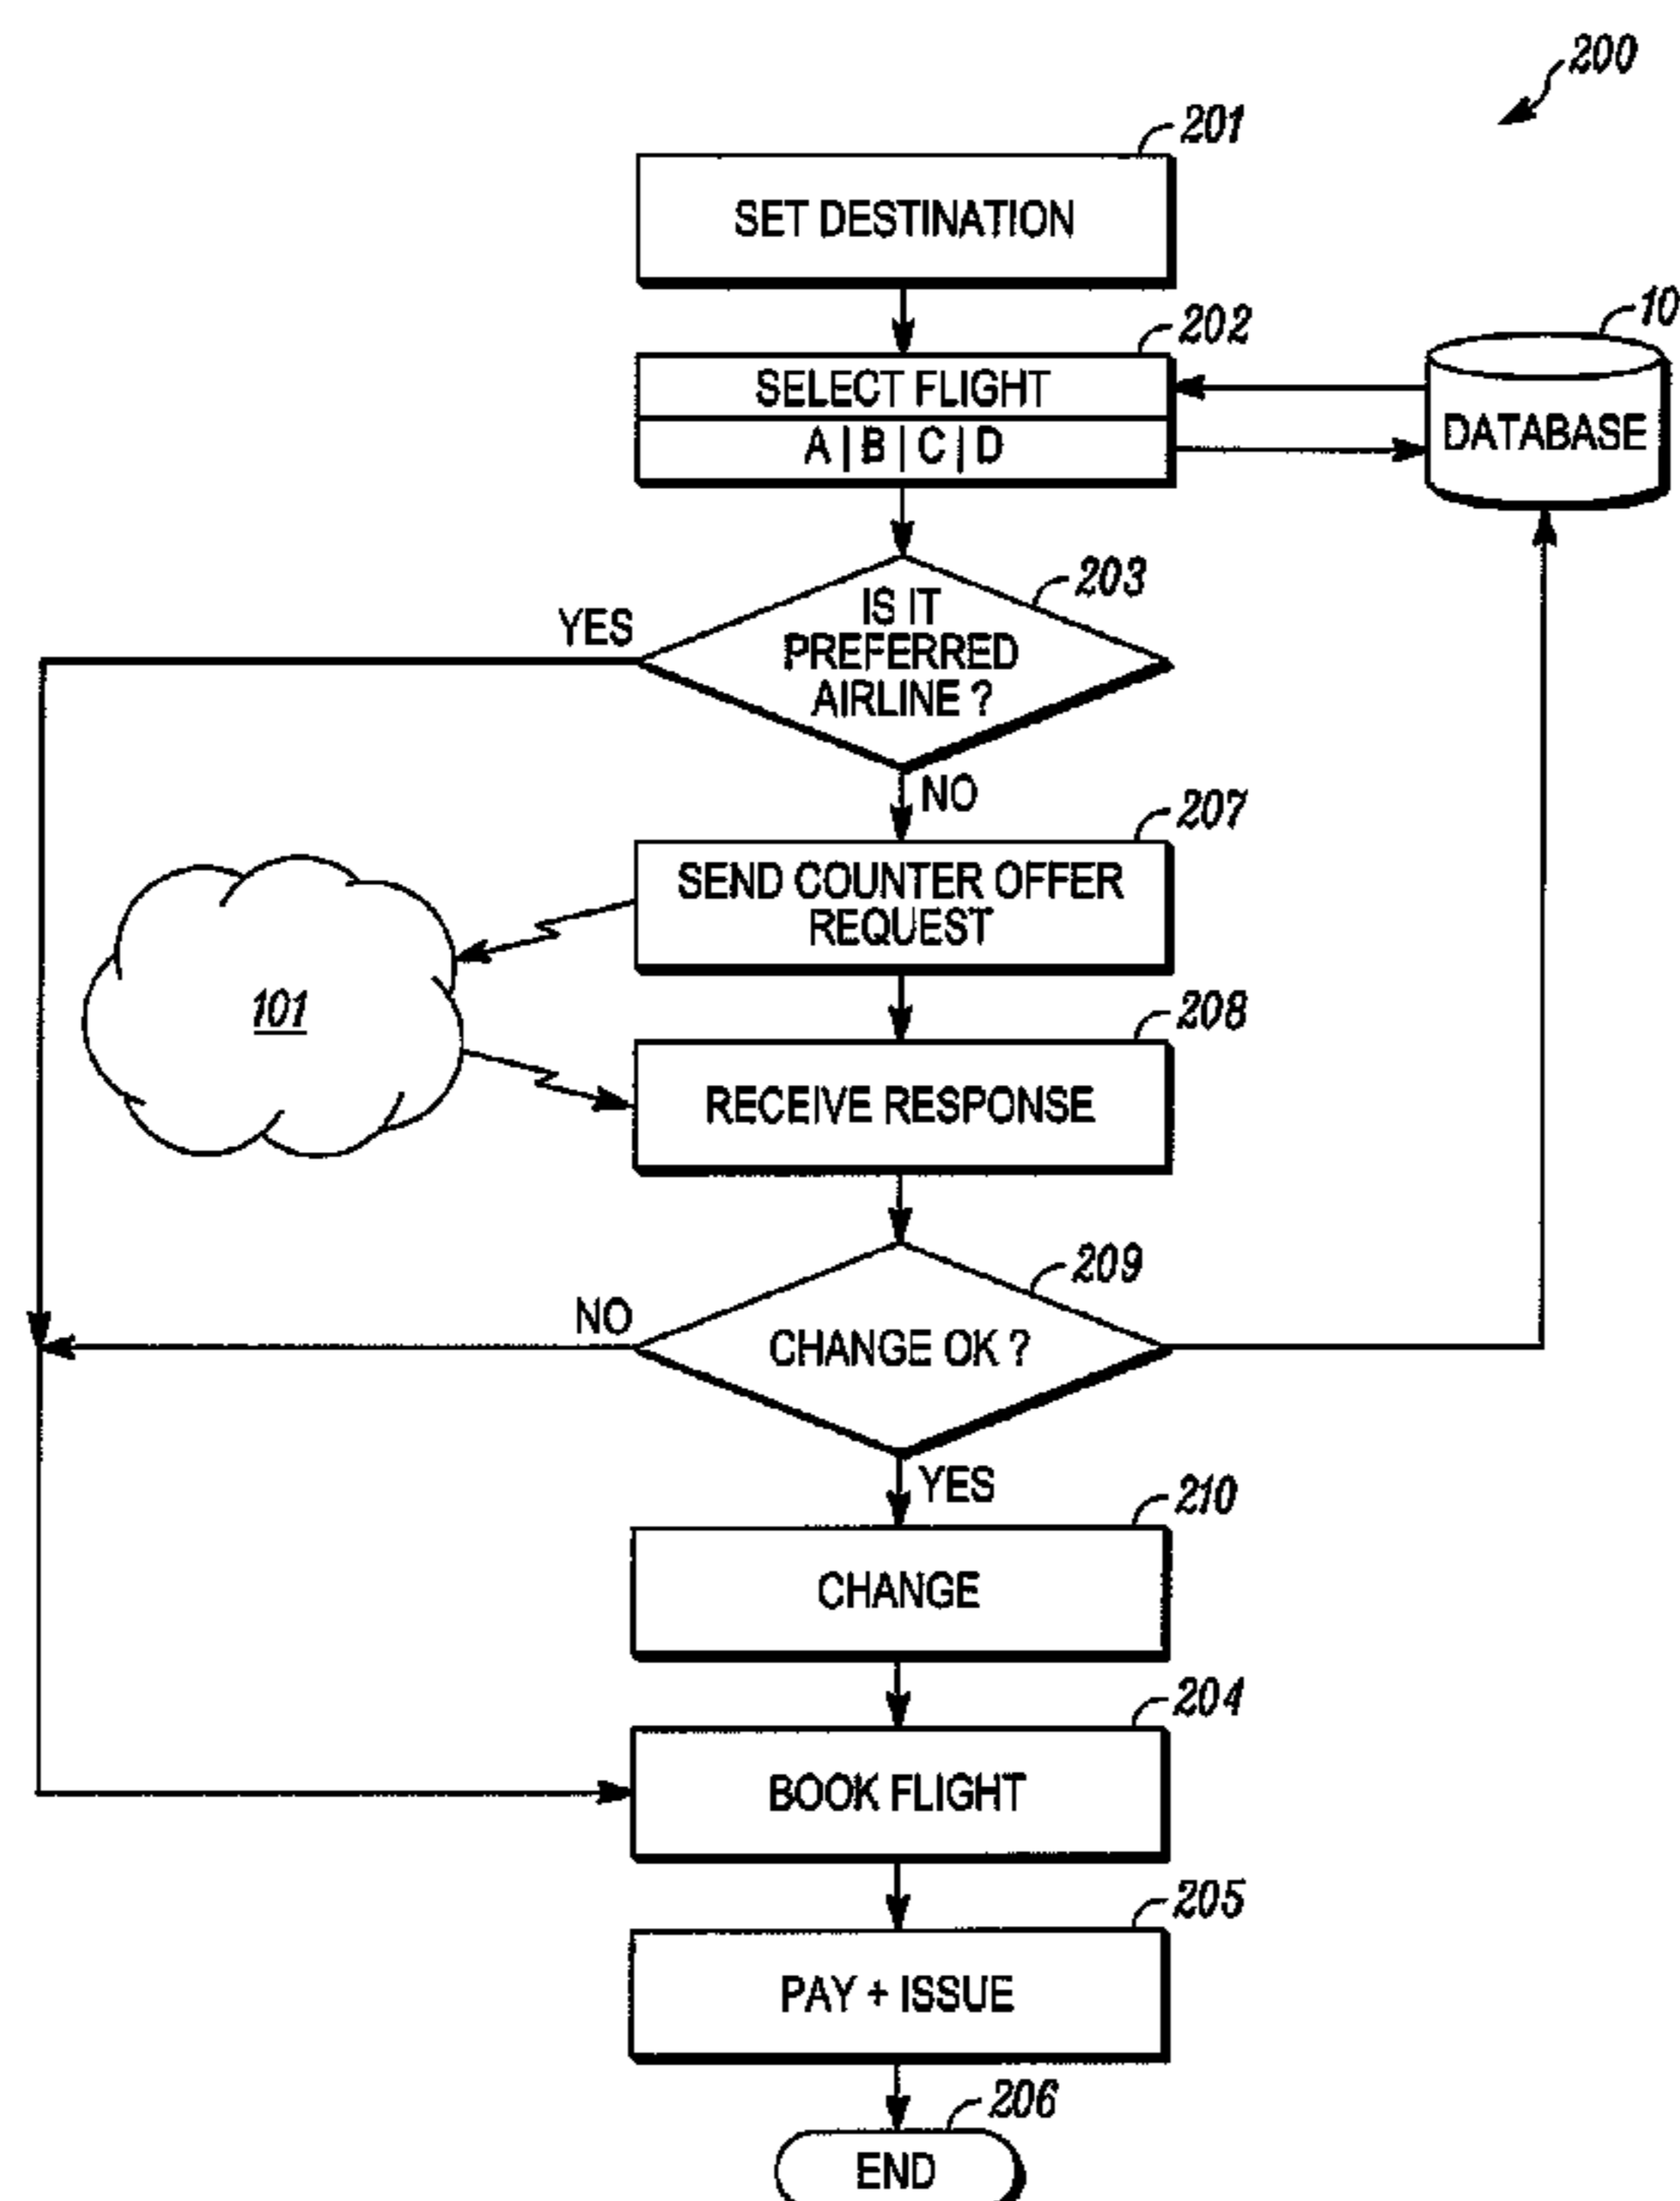 200
201
SET DESTINATION
202
SELECT FLIGHT
A | B | C | D
10
DATABASE
203
IS IT
PREFERRED
AIRLINE ?
YES
NO
207
SEND COUNTER OFFER
REQUEST
101
208
RECEIVE RESPONSE
209
CHANGE OK ?
NO
YES
210
CHANGE
204
BOOK FLIGHT
205
PAY + ISSUE
206
END